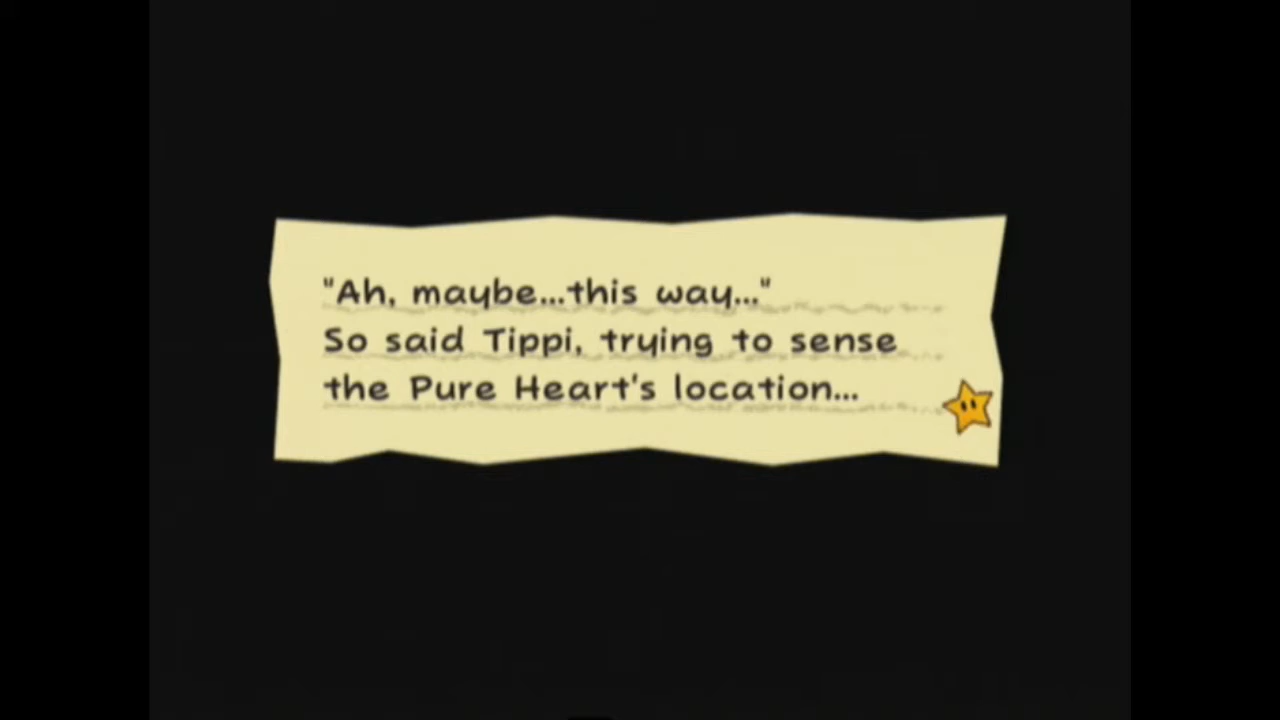 "Ah, maybe...this way..."
So said Tippi, trying to sense
the Pure Heart's location...